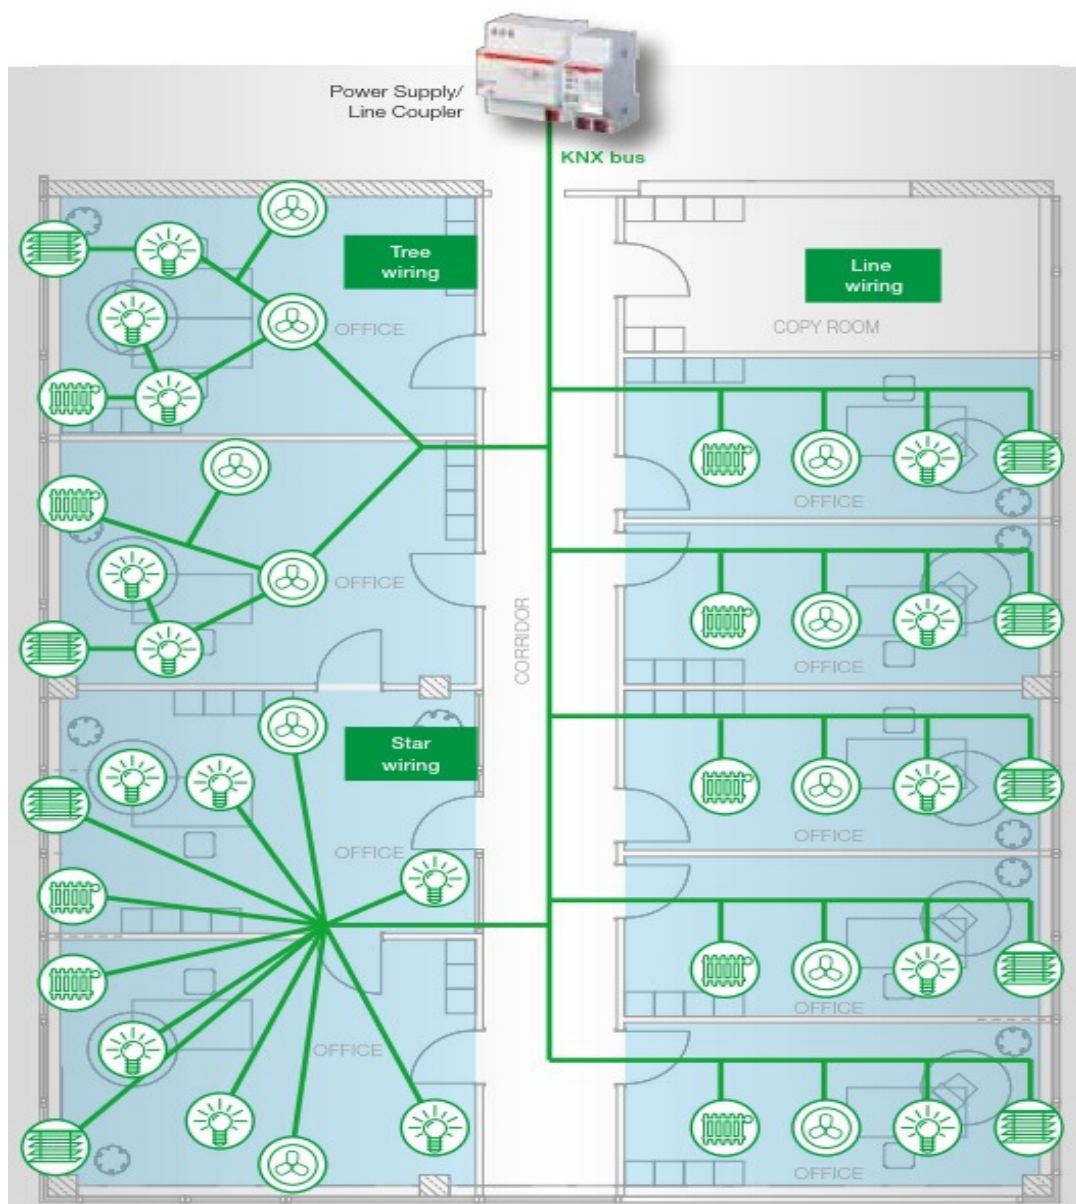 Power Supply/
Line Coupler
KNX bus
Tree
wiring
Line
wiring
OFFICE
COPY ROOM
OFFICE
OFFICE
CORRIDOR
OFFICE
Star
wiring
OFFICE
OFFICE
OFFICE
OFFICE
OFFICE